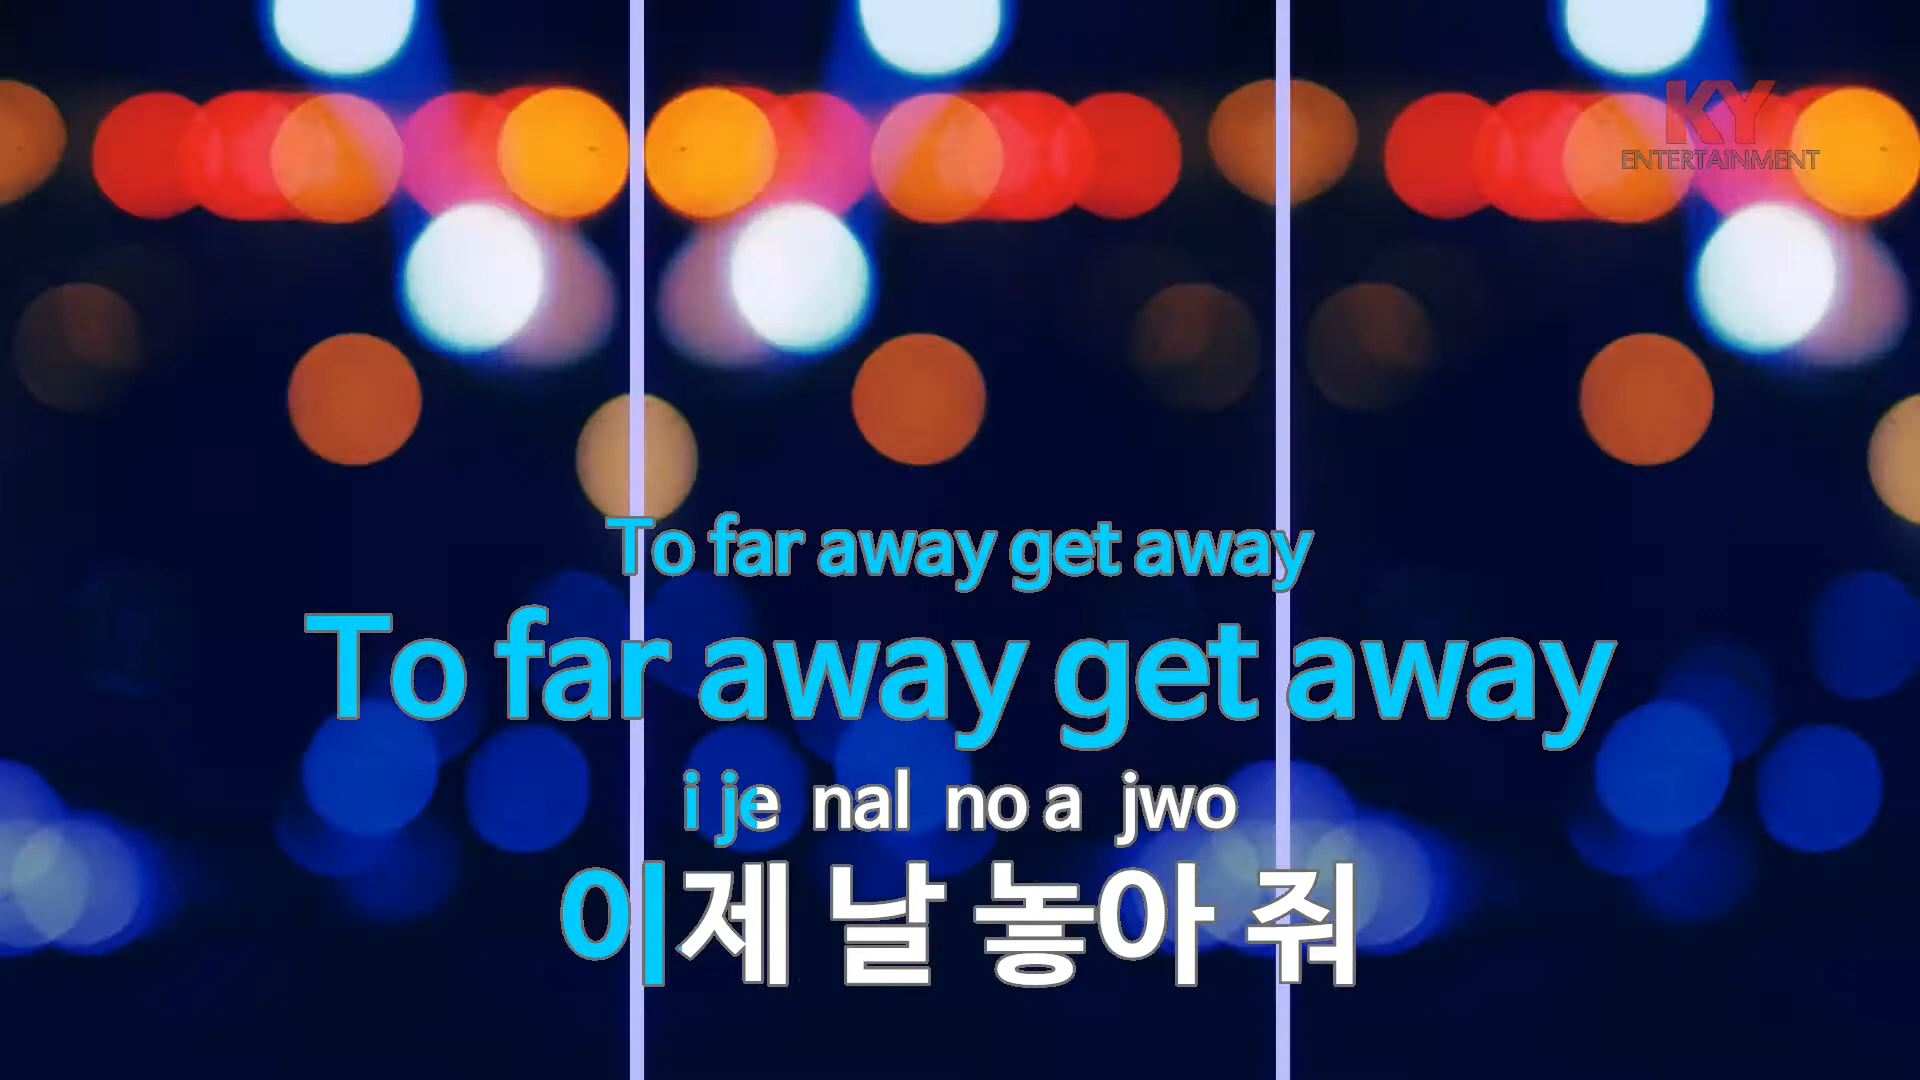 KY
ENTERTAINMENT
To far away get away
To far away get away
i je nal no a jwo
이제 날 놓아 줘